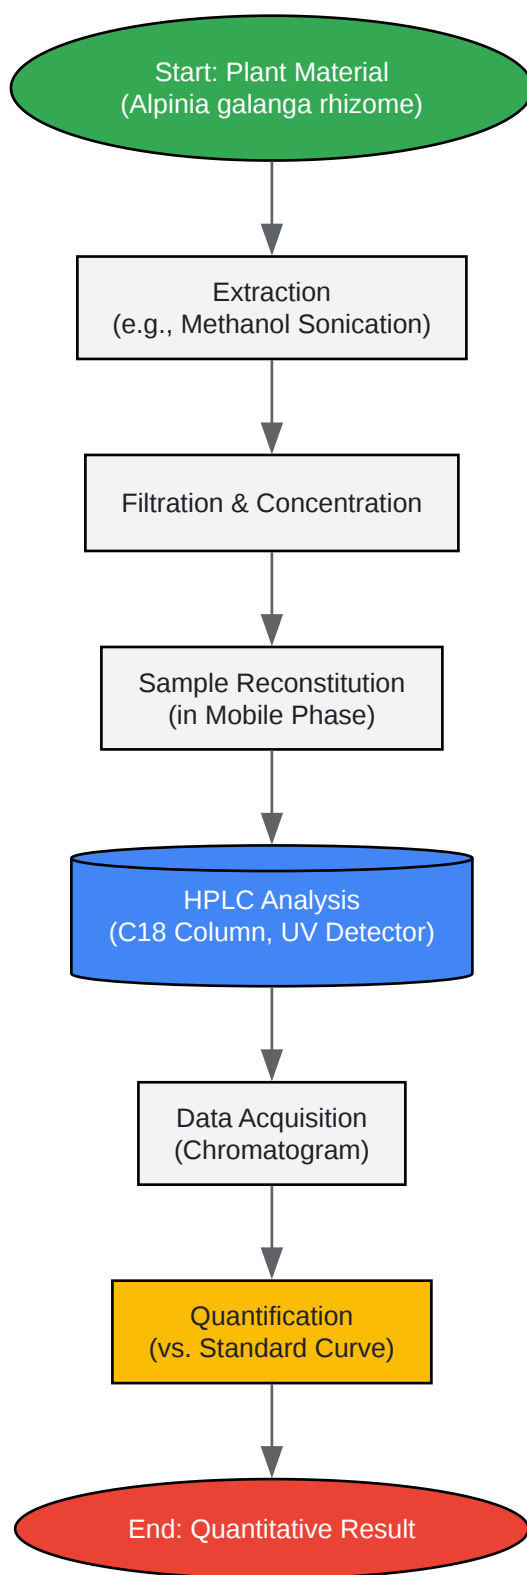 Start: Plant Material
(Alpinia galanga rhizome)
Extraction
(e.g., Methanol Sonication)
Filtration & Concentration
Sample Reconstitution
(in Mobile Phase)
HPLC Analysis
(C18 Column, UV Detector)
Data Acquisition
(Chromatogram)
Quantification
(vs. Standard Curve)
End: Quantitative Result